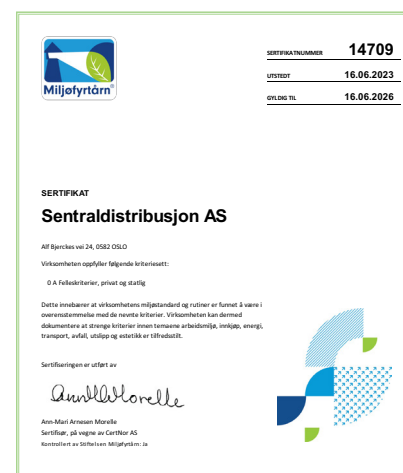 Miljøfyrtårn®
SERTIFIKATNUMMER 14709
UTSTEDT 16.06.2023
GYLDIG TIL 16.06.2026
SERTIFIKAT
Sentraldistribusjon AS
Alf Bjerckes vei 24, 0582 OSLO
Virksomheten oppfyller følgende kriteriesett:
0 A Felleskriterier, privat og statlig
Dette innebærer at virksomhetens miljøstandard og rutiner er funnet å være i
overensstemmelse med de nevnte kriterier. Virksomheten kan dermed
dokumentere at strenge kriterier innen temaene arbeidsmiljø, innkjøp, energi,
transport, avfall, utslipp og estetikk er tilfredsstilt.
Sertifiseringen er utført av
Ann-Mari Arnesen Morelle
Sertifisør, på vegne av CertNor AS
Kontrollert av Stiftelsen Miljøfyrtårn: Ja